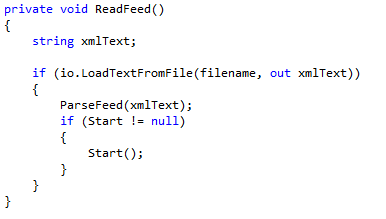 private void ReadFeed()
{
    string xmlText;

    if (io.LoadTextFromFile(filename, out xmlText))
    {
        ParseFeed(xmlText);
        if (Start != null)
        {
            Start();
        }
    }
}